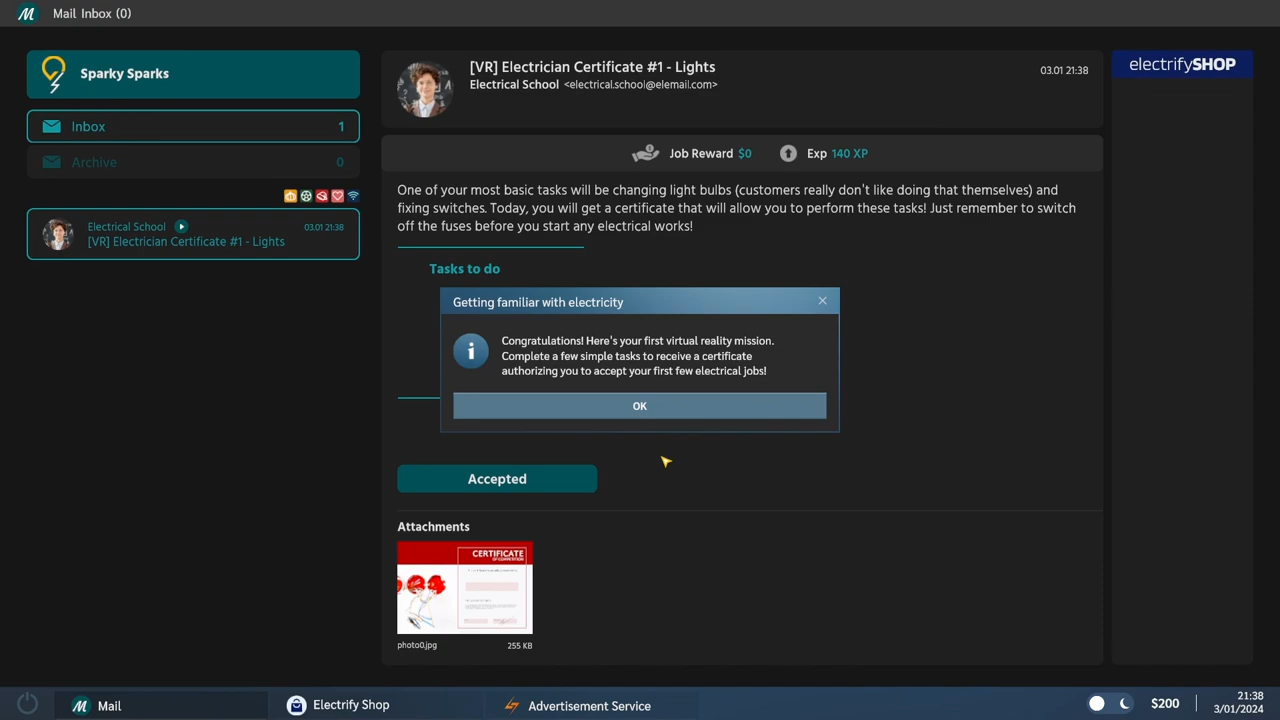 Mail Inbox (0)
Sparky Sparks
Inbox 1
Archive 0
Electrical School 03.01 21:38
[VR] Electrician Certificate #1 - Lights
[VR] Electrician Certificate #1 - Lights
Electrical School <electrical.school@elemail.com>
03.01 21:38
Job Reward $0 Exp 140 XP
One of your most basic tasks will be changing light bulbs (customers really don't like doing that themselves) and
fixing switches. Today, you will get a certificate that will allow you to perform these tasks! Just remember to switch
off the fuses before you start any electrical works!
Tasks to do
Getting familiar with electricity
Congratulations! Here's your first virtual reality mission.
Complete a few simple tasks to receive a certificate
authorizing you to accept your first few electrical jobs!
OK
Accepted
Attachments
CERTIFICATE
photo0.jpg 255 KB
electrifySHOP
Mail
Electrify Shop
Advertisement Service
$200
21:38
3/01/2024